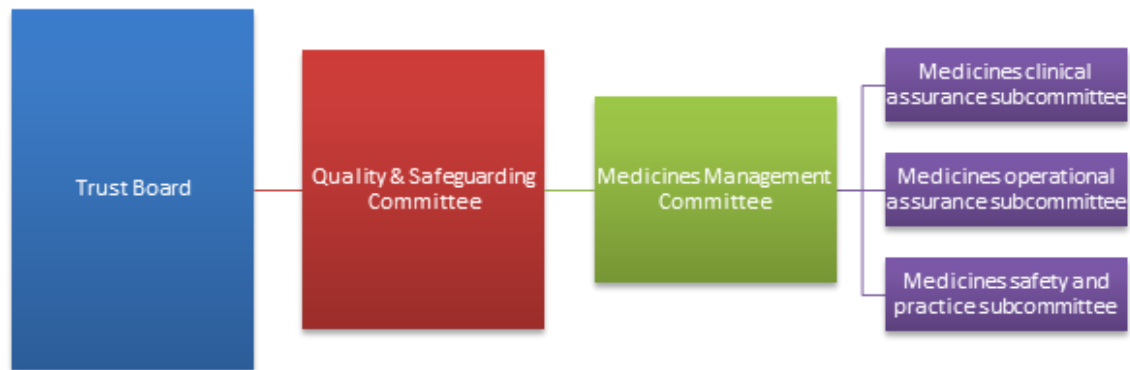 Trust Board
Quality & Safeguarding
Committee
Medicines Management
Committee
Medicines clinical
assurance subcommittee
Medicines operational
assurance subcommittee
Medicines safety and
practice subcommittee